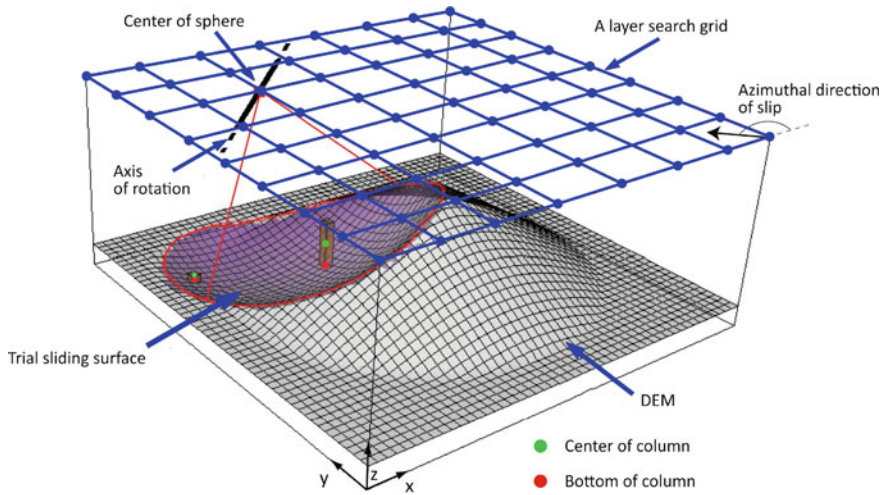 Center of sphere
A layer search grid
Azimuthal direction
of slip
Axis
of rotation
Trial sliding surface
DEM
Center of column
Bottom of column
y
z
x